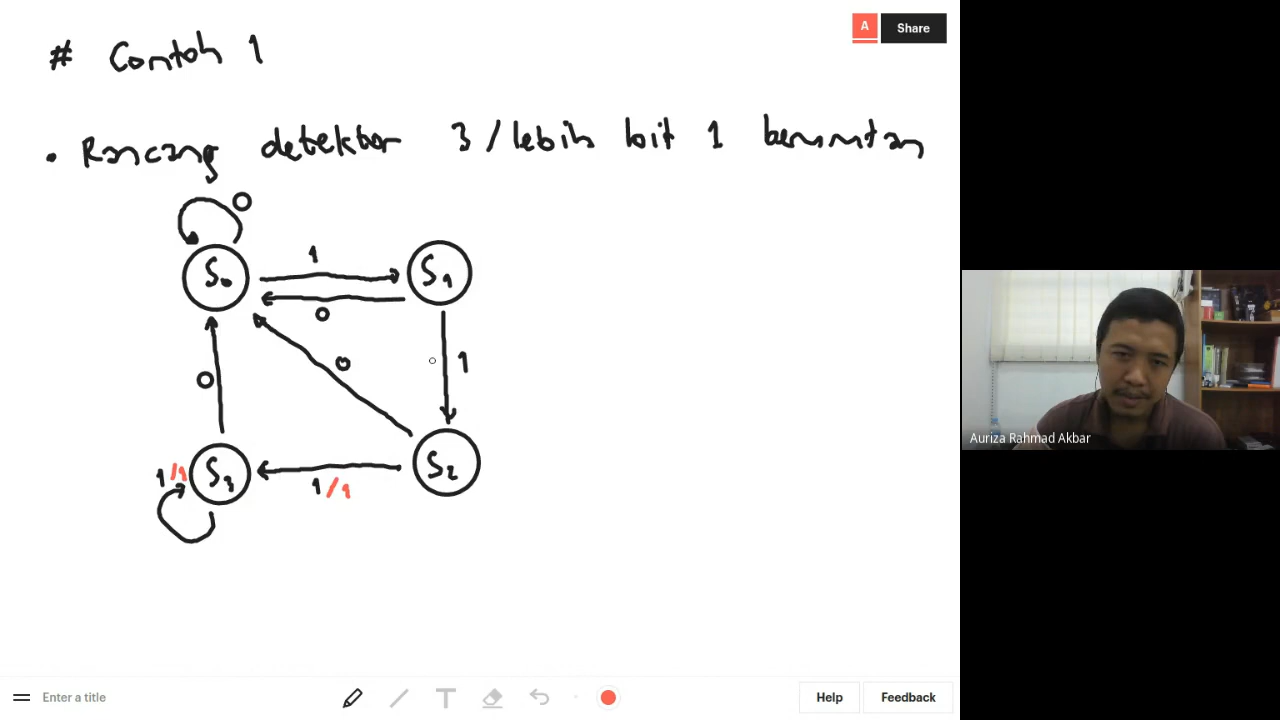 # Contoh 1
A
Share
• Rancang detektor 3/lebih bit 1 berurutan
0
S0
1
S1
0
0
1
0
S3
1/1
1/1
S2
Auriza Rahmad Akbar
Enter a title
T
Help
Feedback